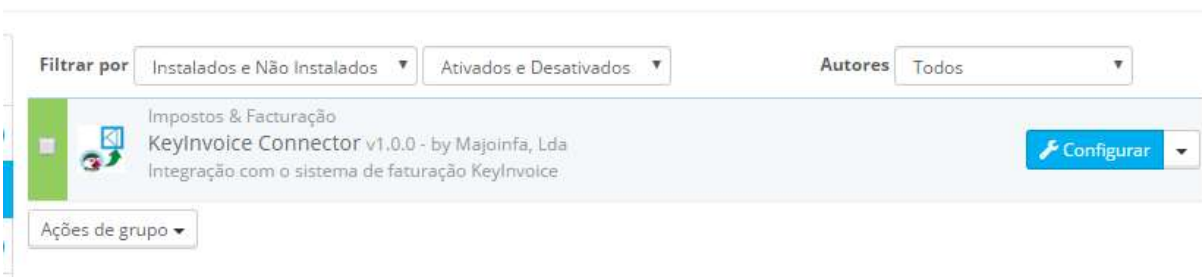 Filtrar por Instalados e Não Instalados Ativados e Desativados Autores Todos
Impostos & Facturação
KeyInvoice Connector v1.0.0 - by Majoinfa, Lda
Integração com o sistema de faturação KeyInvoice
Configurar
Ações de grupo